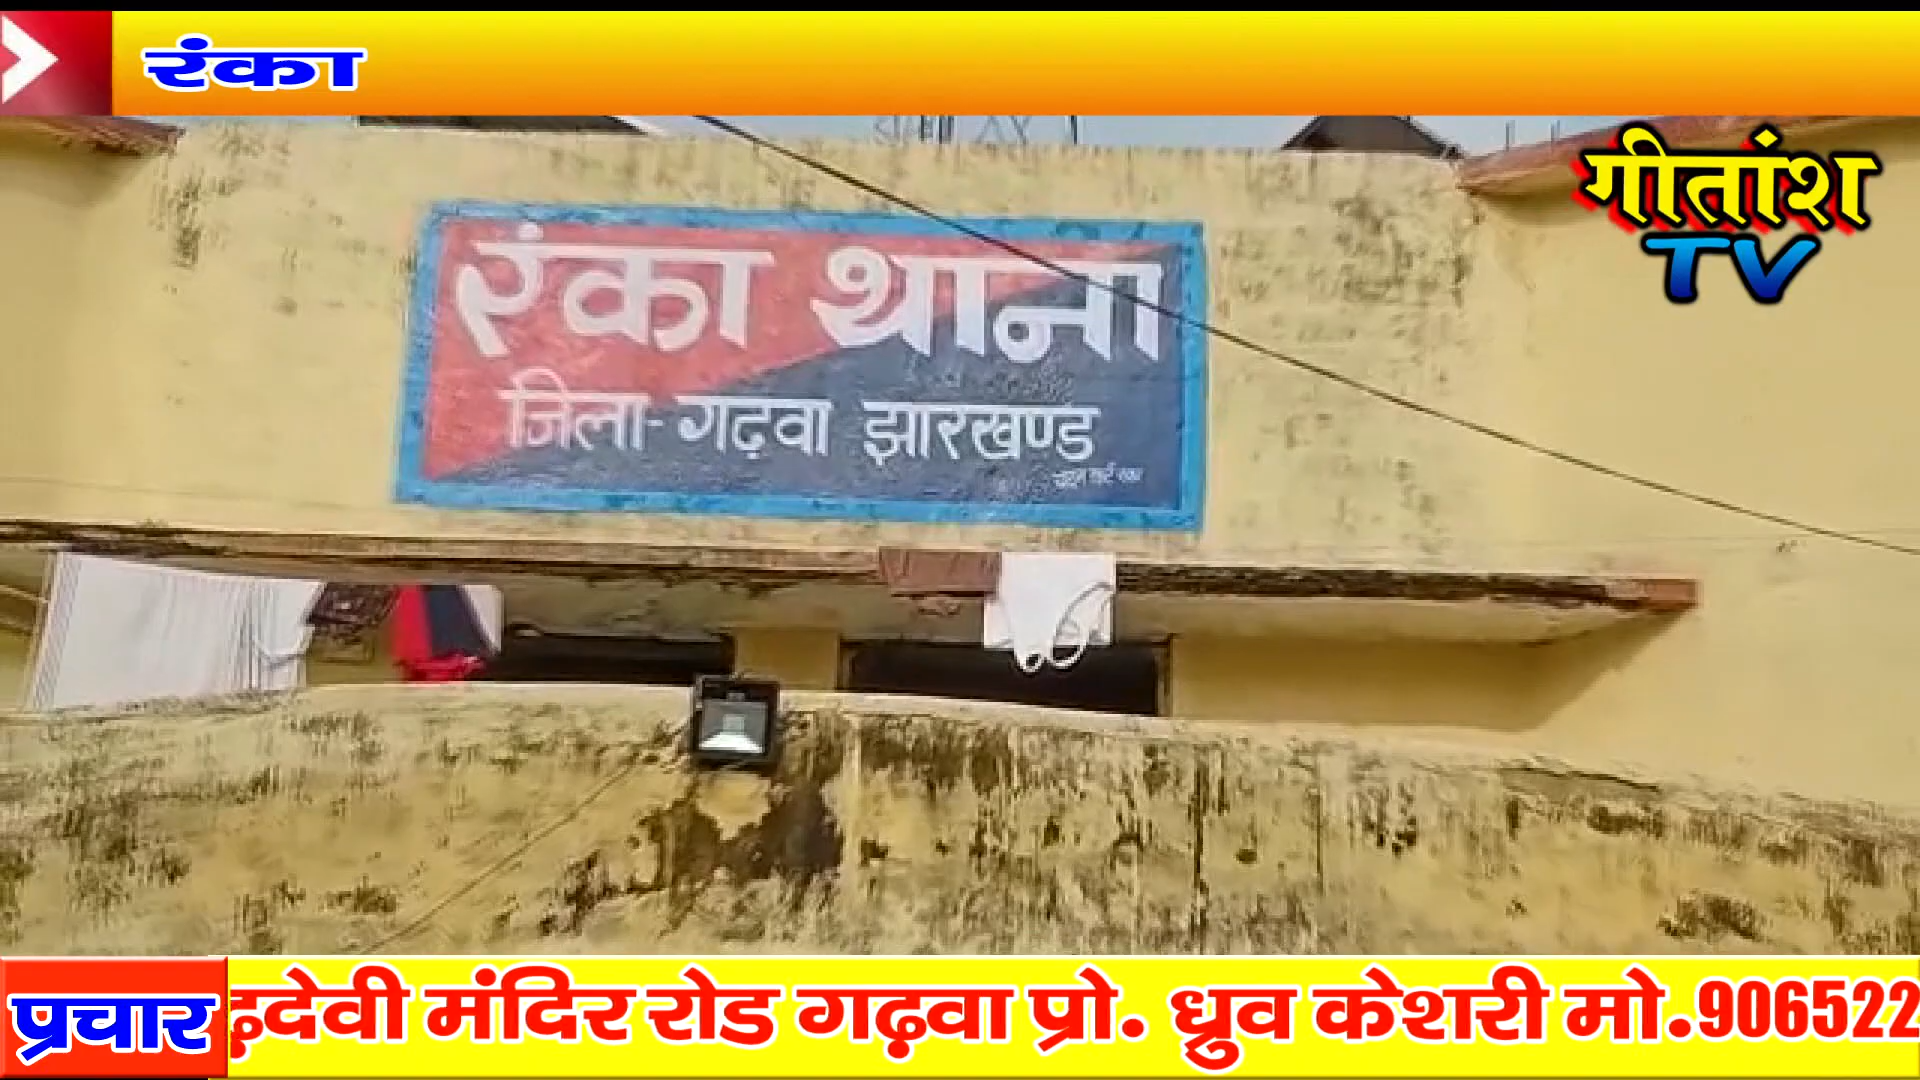 रंका
गीतांश
TV
रंका थाना
जिला-गढ़वा झारखण्ड
प्रचार
ढ़देवी मंदिर रोड गढ़वा प्रो. ध्रुव केशरी मो.906522